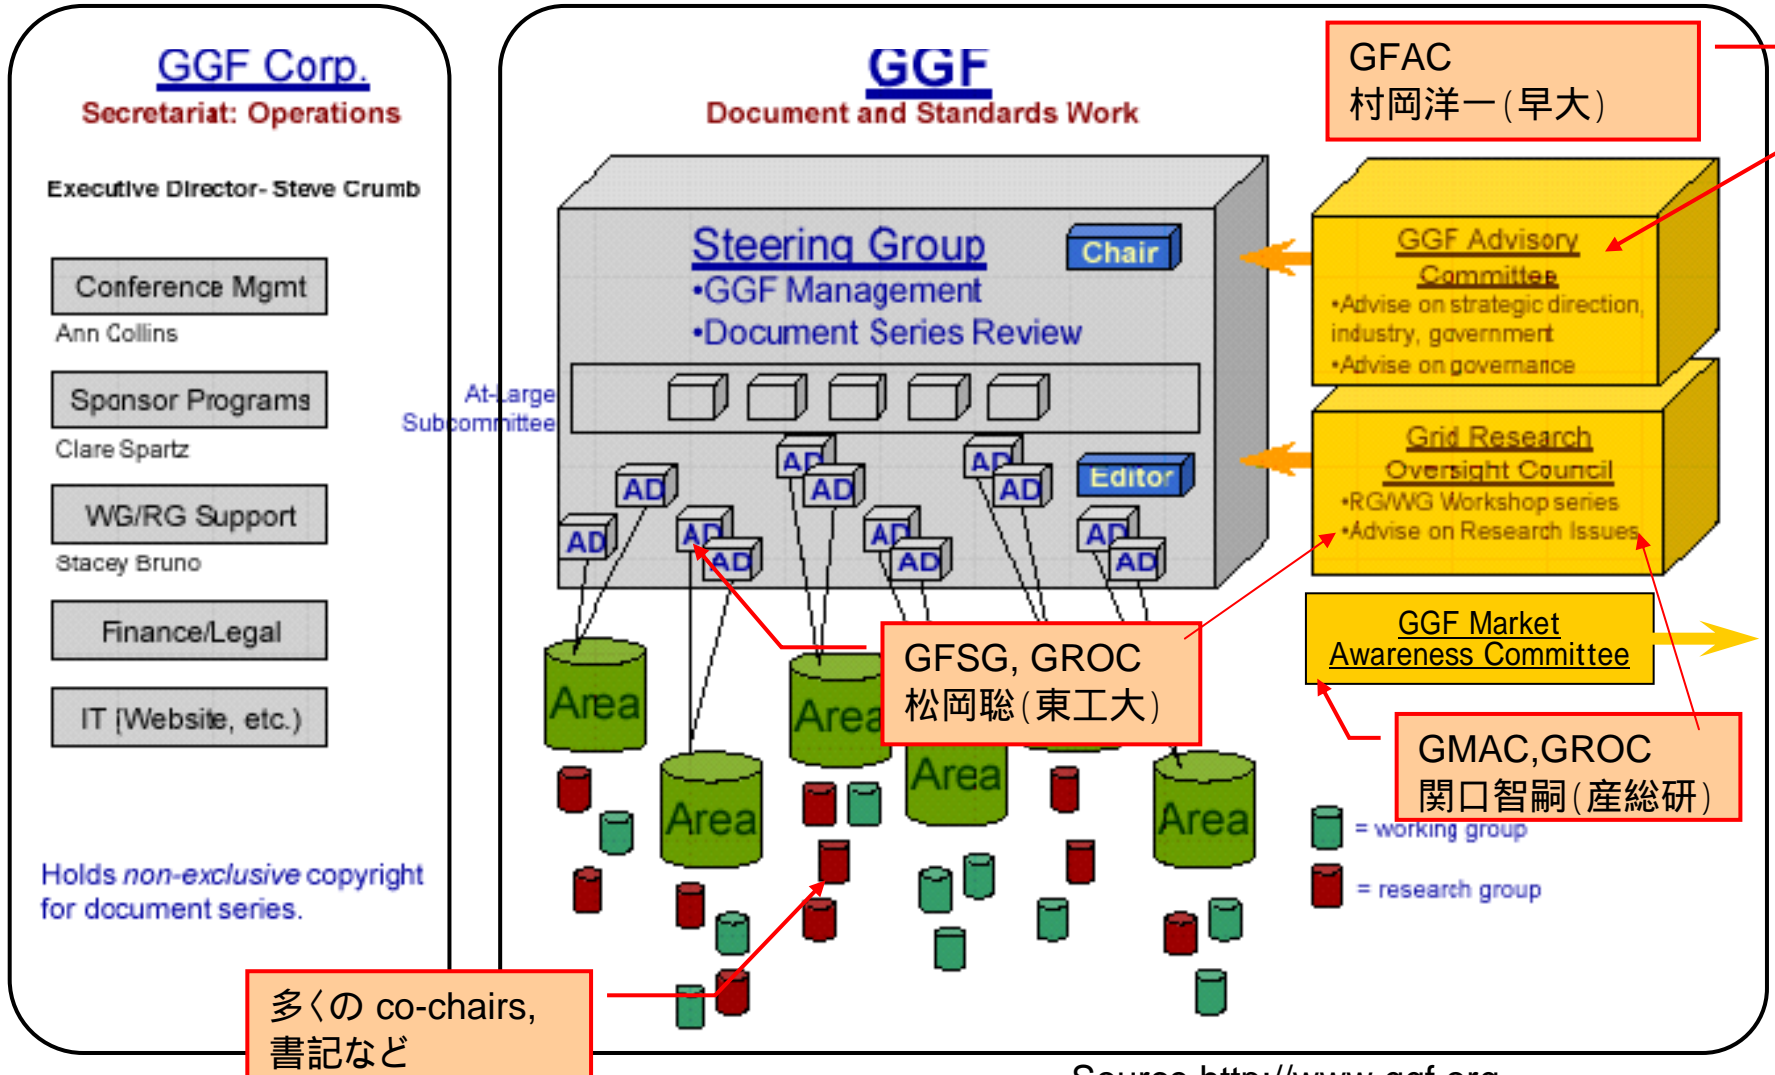 GGF Corp.
Secretariat: Operations
Executive Director- Steve Crumb
Conference Mgmt
Ann Collins
Sponsor Programs
Clare Spartz
WG/RG Support
Stacey Bruno
Finance/Legal
IT (Website, etc.)
Holds non-exclusive copyright
for document series.
GGF
Document and Standards Work
Steering Group
•GGF Management
•Document Series Review
Chair
At-Large
Subcommittee
AD
AD
AD
AD
AD
Editor
AD
AD
AD
AD
AD
AD
AD
Area
Area
Area
Area
Area
GFAC
村岡洋一(早大)
GGF Advisory
Committee
•Advise on strategic direction,
industry, government
•Advise on governance
Grid Research
Oversight Council
•RG/WG Workshop series
•Advise on Research Issues
GGF Market
Awareness Committee
GFSG, GROC
松岡聡(東工大)
GMAC,GROC
関口智嗣(産総研)
= working group
= research group
多くの co-chairs,
書記など
Source http://www.ggf.org